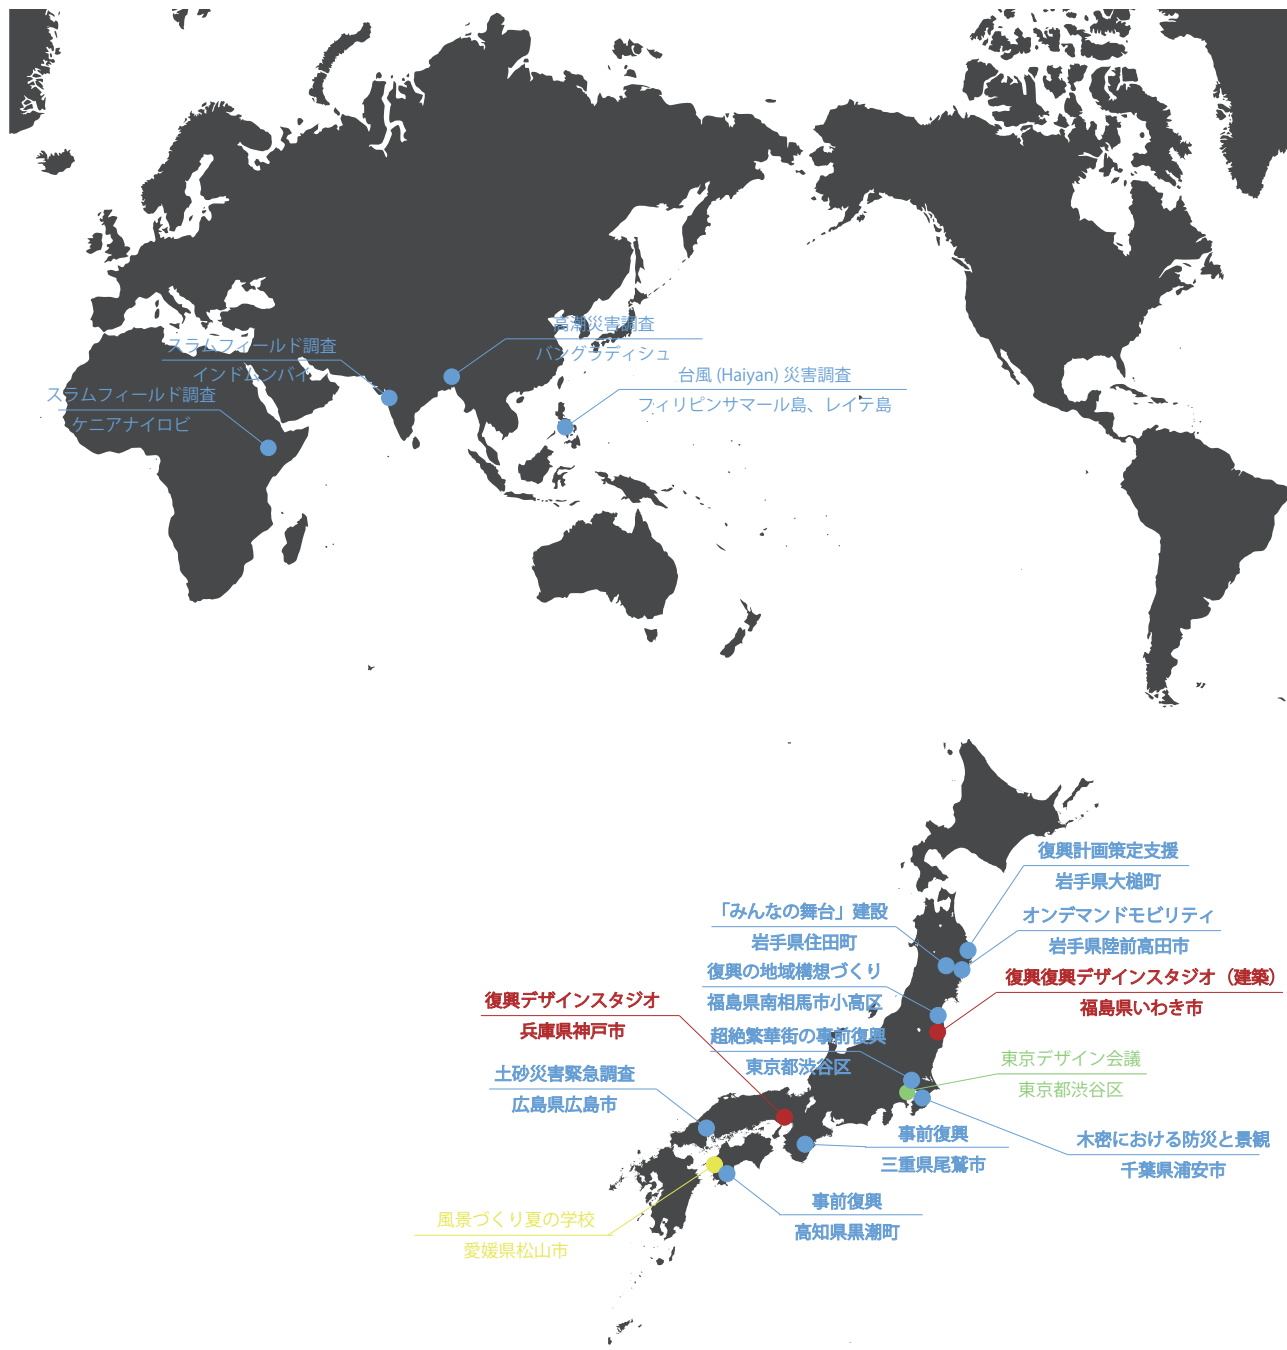 高潮災害調査
バングラディシュ
スラムフィールド調査
インドムンバイ
台風 (Haiyan) 災害調査
フィリピンサマール島、レイテ島
スラムフィールド調査
ケニアナイロビ
復興計画策定支援
岩手県大槌町
「みんなの舞台」建設
岩手県住田町
オンデマンドモビリティ
岩手県陸前高田市
復興の地域構想づくり
福島県南相馬市小高区
復興復興デザインスタジオ（建築）
福島県いわき市
復興デザインスタジオ
兵庫県神戸市
超絶繁華街の事前復興
東京都渋谷区
東京デザイン会議
東京都渋谷区
土砂災害緊急調査
広島県広島市
事前復興
三重県尾鷲市
木密における防災と景観
千葉県浦安市
事前復興
高知県黒潮町
風景づくり夏の学校
愛媛県松山市